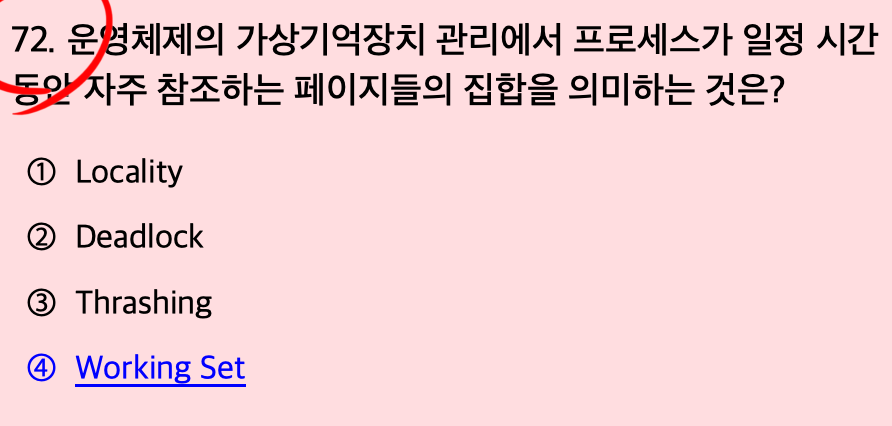 72. 운영체제의 가상기억장치 관리에서 프로세스가 일정 시간
동안 자주 참조하는 페이지들의 집합을 의미하는 것은?
① Locality
② Deadlock
③ Thrashing
④ Working Set